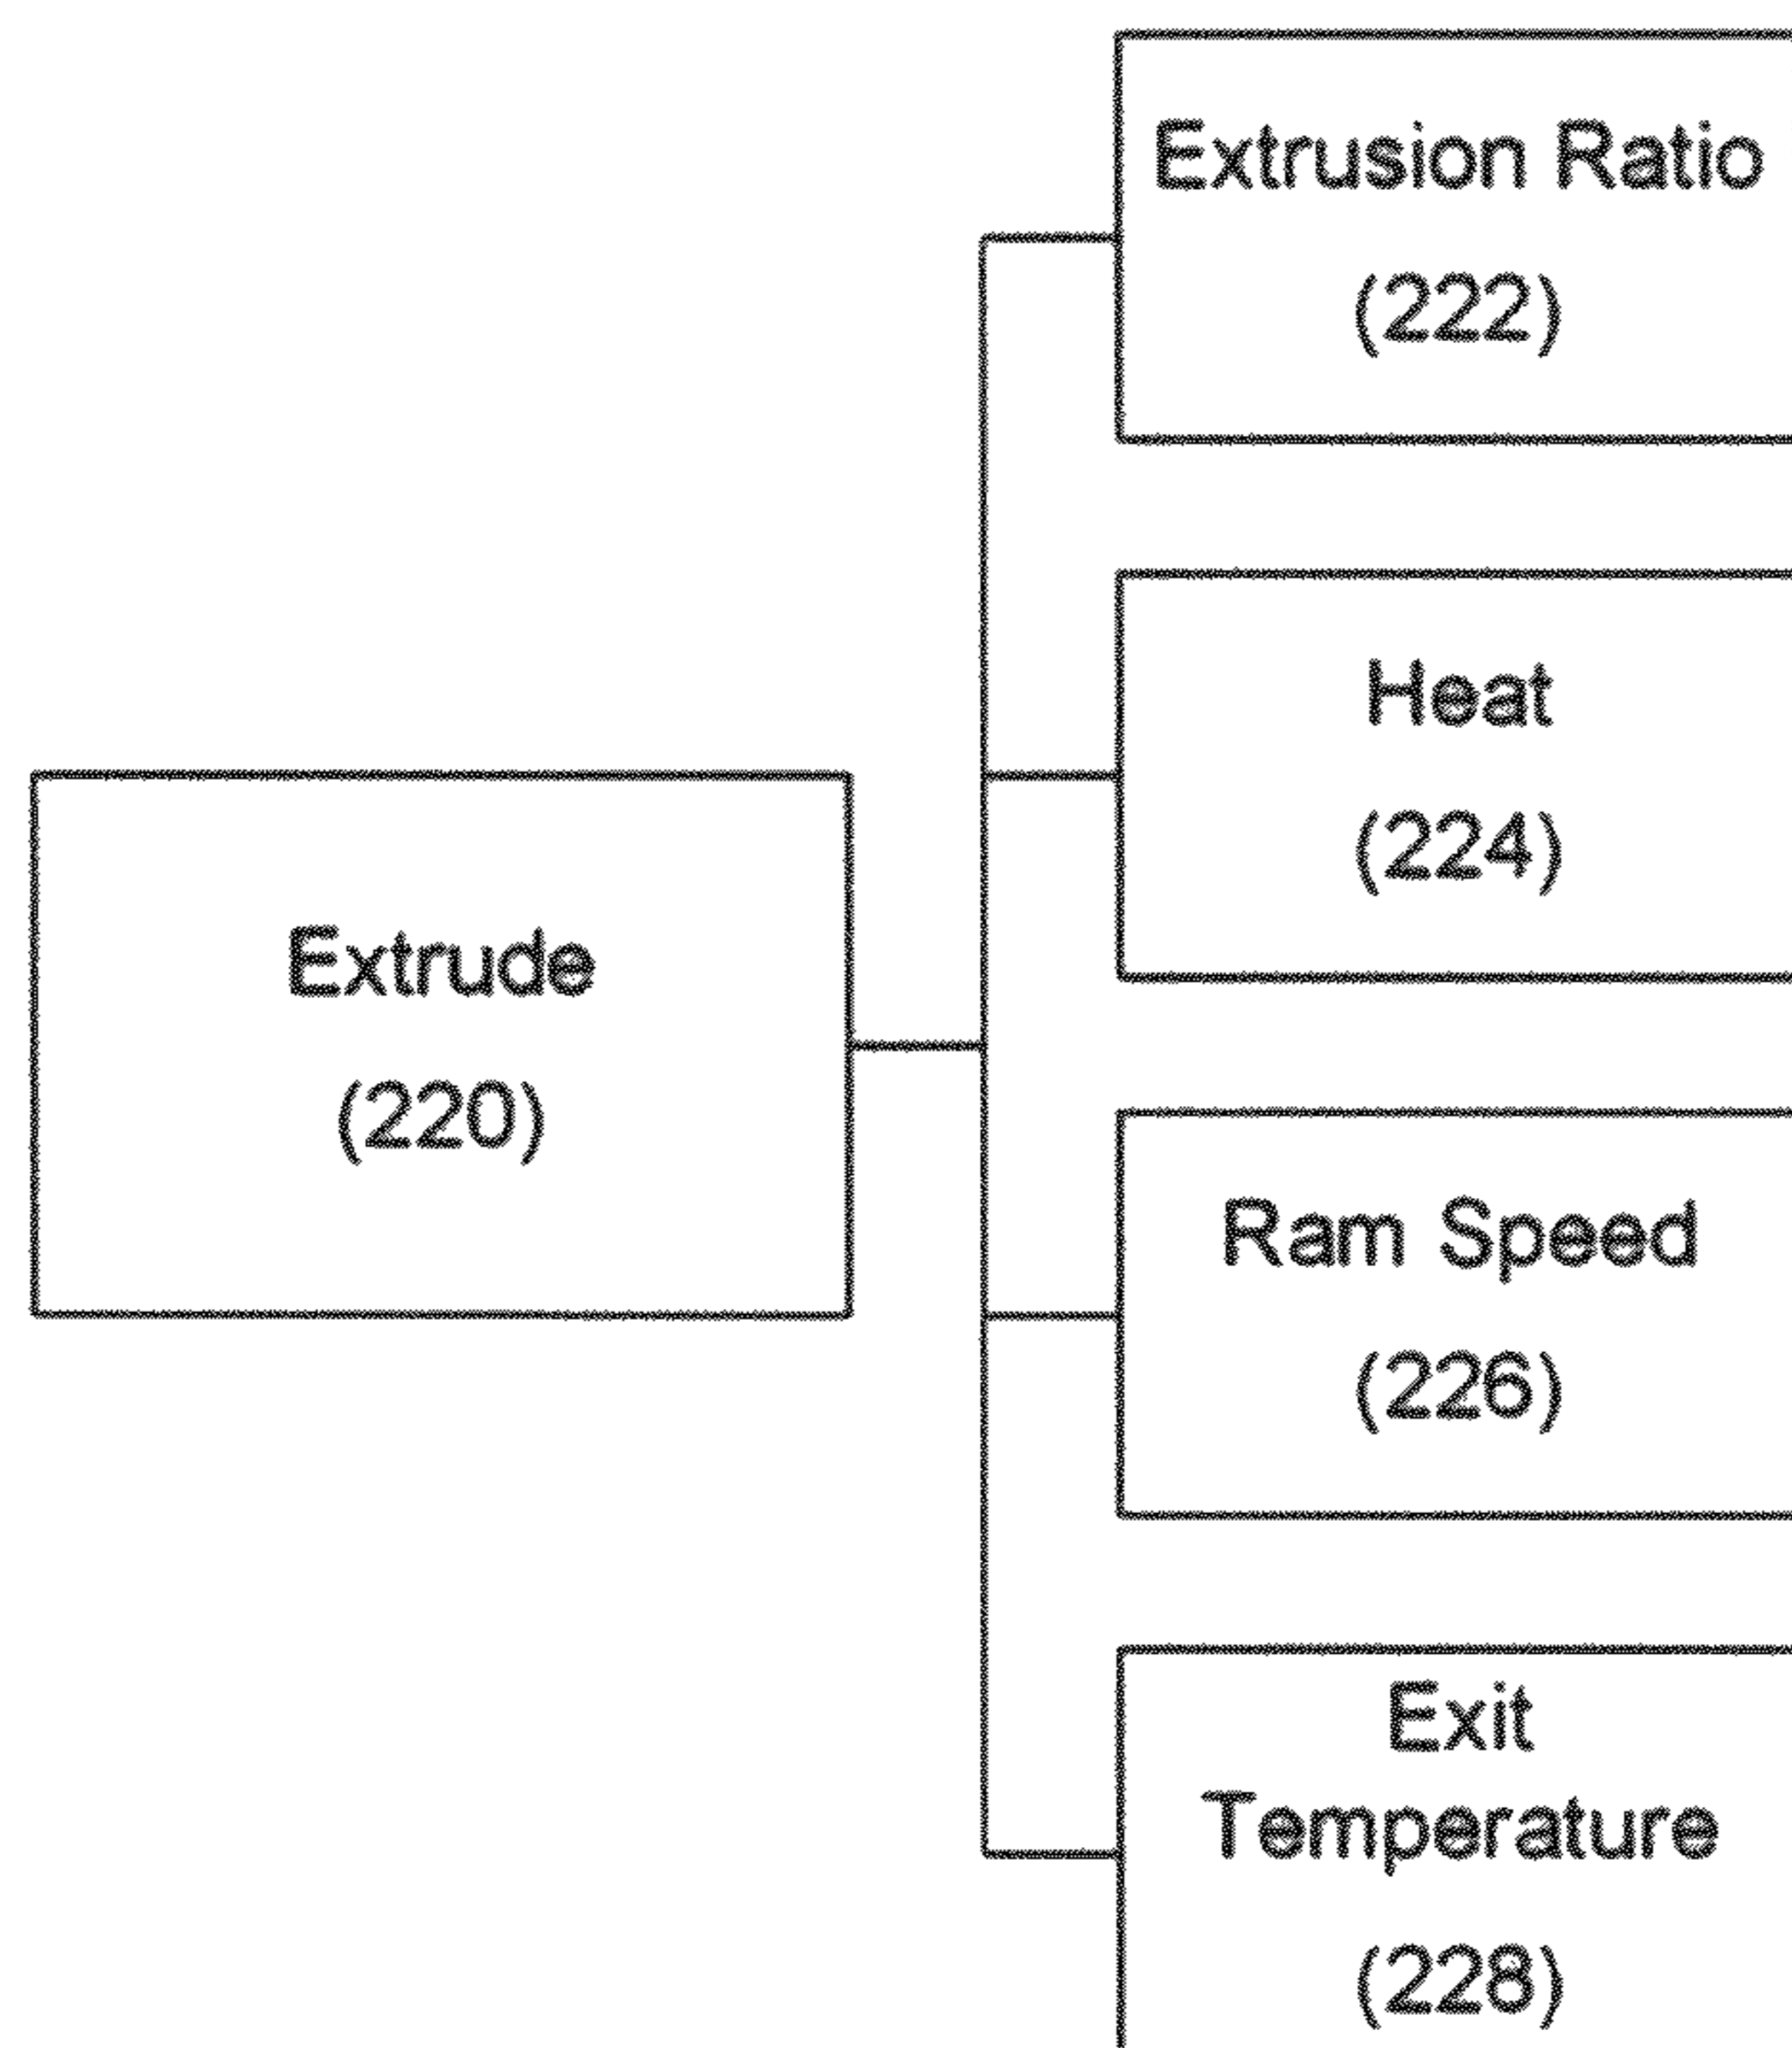 Extrusion Ratio
(222)
Heat
(224)
Extrude
(220)
Ram Speed
(226)
Exit
Temperature
(228)